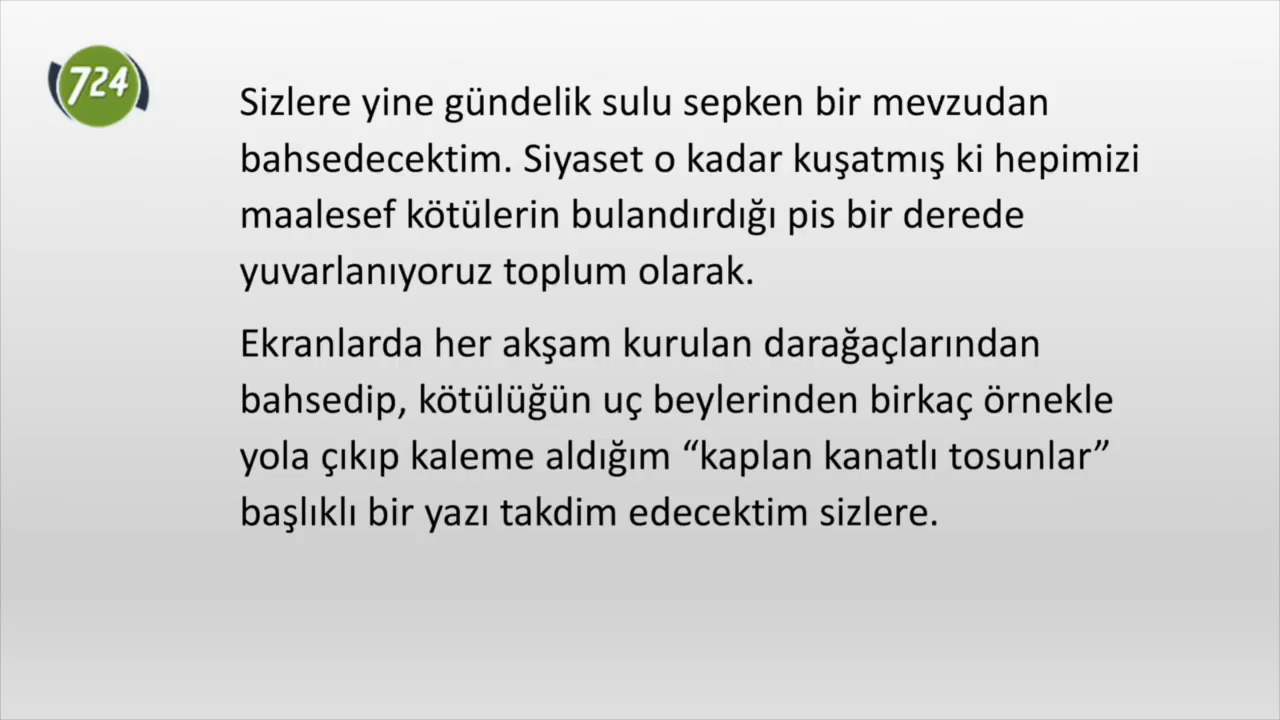 724
Sizlere yine gündelik sulu sepken bir mevzudan
bahsedecektim. Siyaset o kadar kuşatmış ki hepimizi
maalesef kötülerin bulandırdığı pis bir derede
yuvarlanıyoruz toplum olarak.
Ekranlarda her akşam kurulan darağaçlarından
bahsedip, kötülüğün uç beylerinden birkaç örnekle
yola çıkıp kaleme aldığım “kaplan kanatlı tosunlar”
başlıklı bir yazı takdim edecektim sizlere.